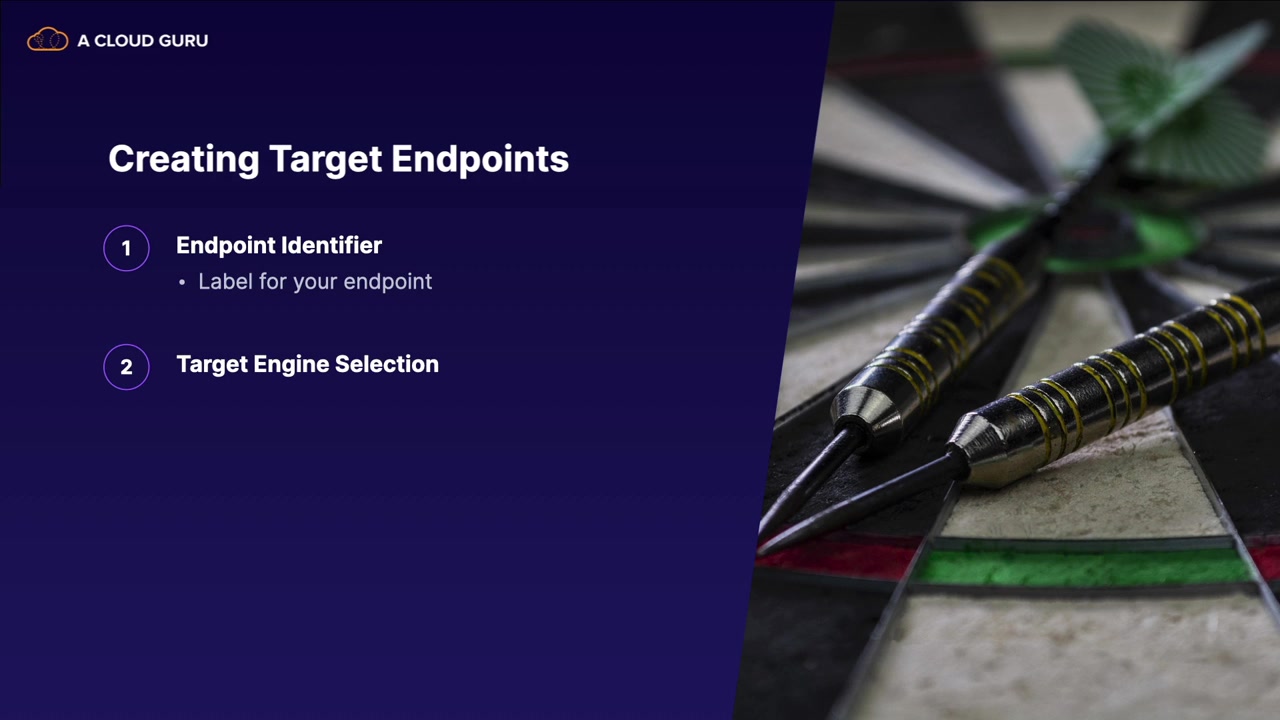 A CLOUD GURU
Creating Target Endpoints
1 Endpoint Identifier
• Label for your endpoint
2 Target Engine Selection